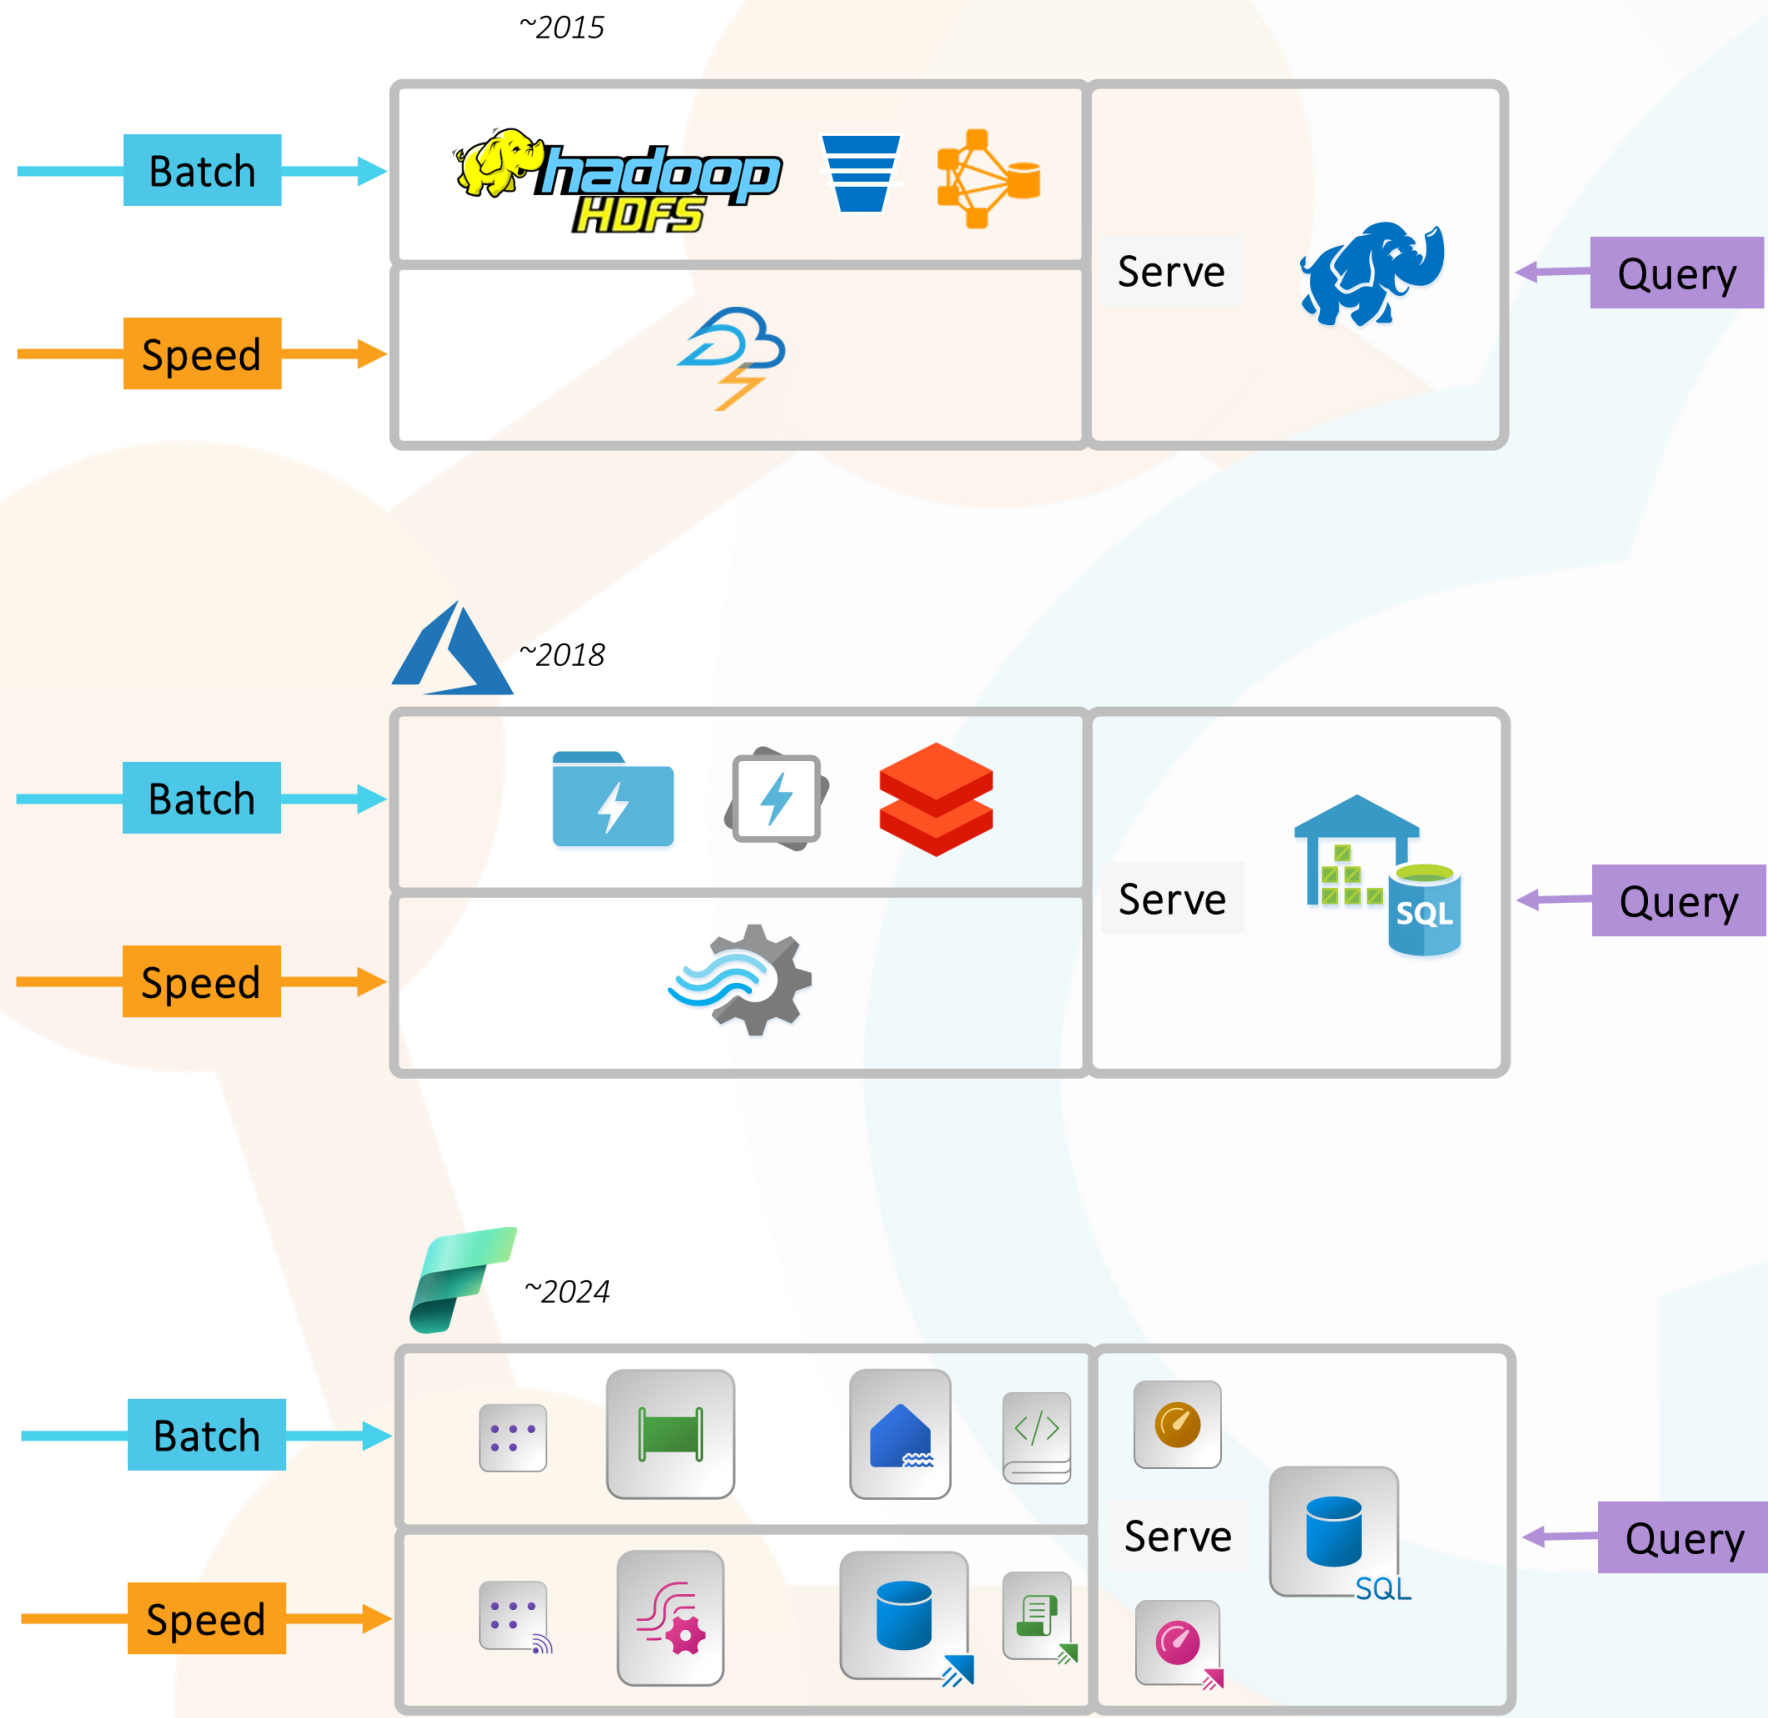 ~2015
Batch
hadoop
HDFS
Serve
Query
Speed
~2018
Batch
Serve
SQL
Query
Speed
~2024
Batch
</>
Serve
SQL
Query
Speed